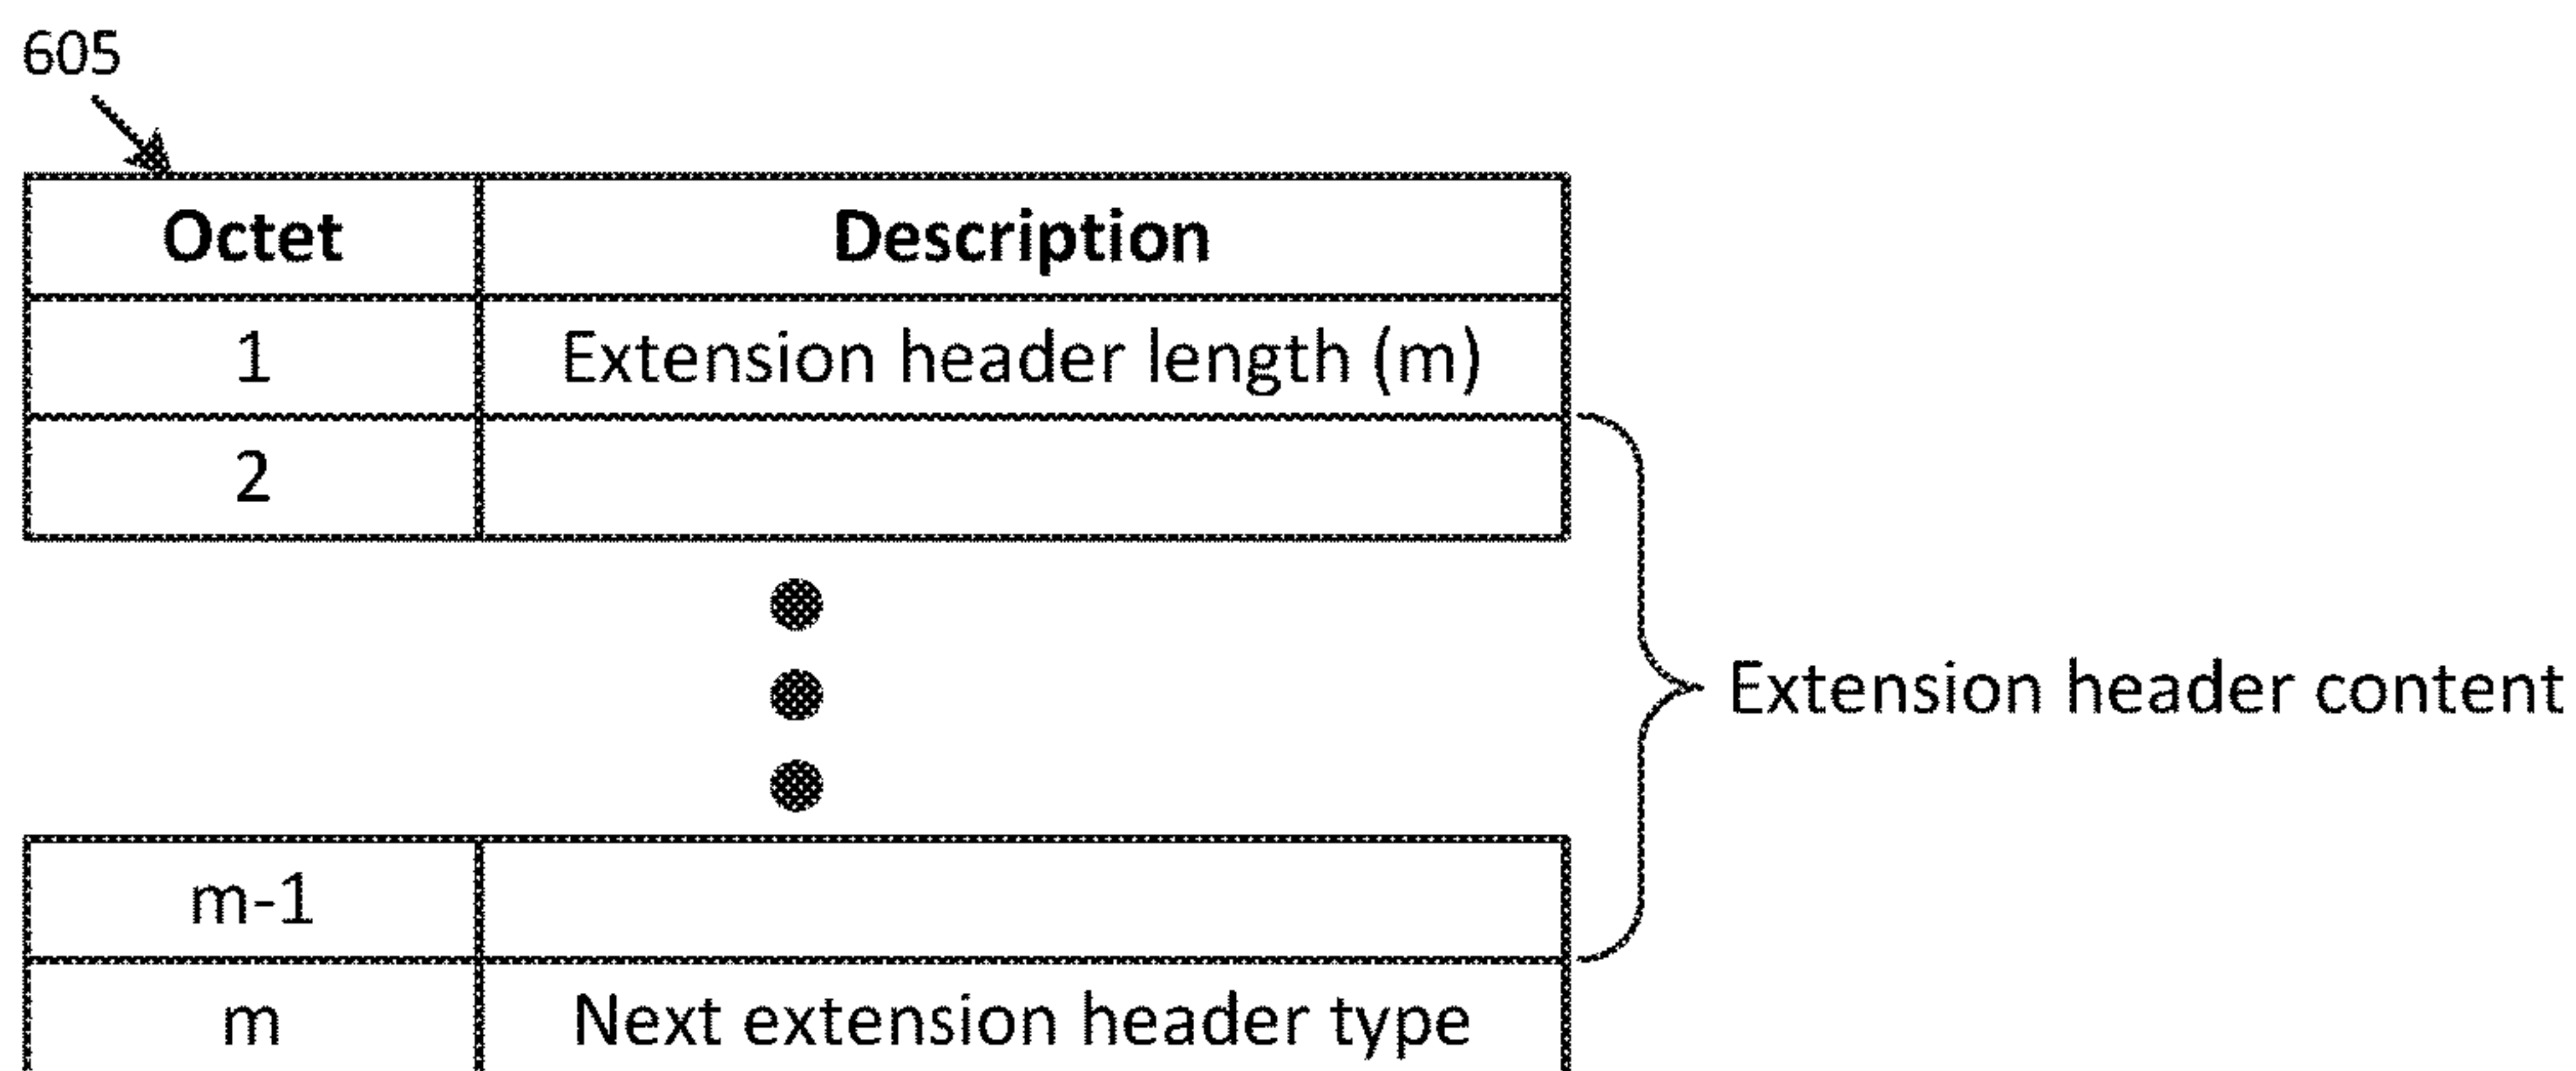 605
Octet Description
1 Extension header length (m)
2
Extension header content
m-1
m Next extension header type